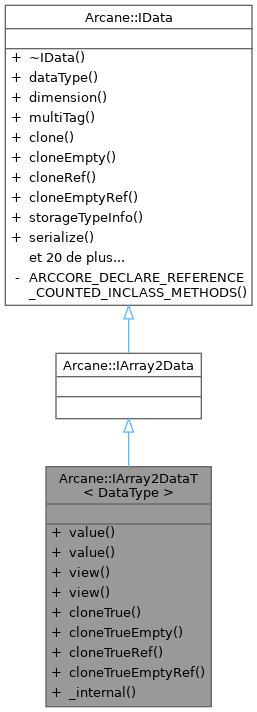 Arcane::IData
+ ~IData()
+ dataType()
+ dimension()
+ multiTag()
+ clone()
+ cloneEmpty()
+ cloneRef()
+ cloneEmptyRef()
+ storageTypeInfo()
+ serialize()
et 20 de plus...
- ARCCORE_DECLARE_REFERENCE
_COUNTED_INCLASS_METHODS()
Arcane::IArray2Data
Arcane::IArray2DataT
< DataType >
+ value()
+ value()
+ view()
+ view()
+ cloneTrue()
+ cloneTrueEmpty()
+ cloneTrueRef()
+ cloneTrueEmptyRef()
+ _internal()